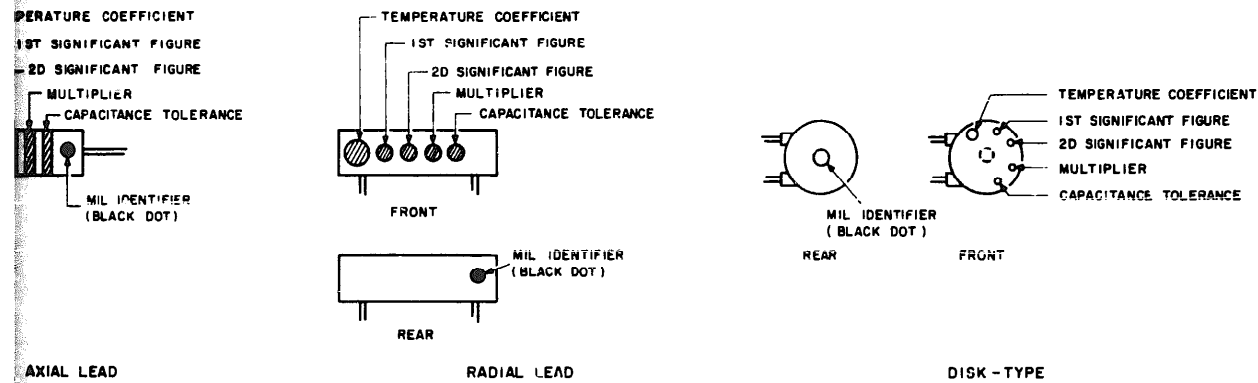 PERATURE COEFFICIENT
1ST SIGNIFICANT FIGURE
2D SIGNIFICANT FIGURE
MULTIPLIER
CAPACITANCE TOLERANCE
MIL IDENTIFIER
(BLACK DOT)
AXIAL LEAD
TEMPERATURE COEFFICIENT
1ST SIGNIFICANT FIGURE
2D SIGNIFICANT FIGURE
MULTIPLIER
CAPACITANCE TOLERANCE
FRONT
MIL IDENTIFIER
(BLACK DOT)
REAR
RADIAL LEAD
MIL IDENTIFIER
(BLACK DOT)
REAR
TEMPERATURE COEFFICIENT
1ST SIGNIFICANT FIGURE
2D SIGNIFICANT FIGURE
MULTIPLIER
CAPACITANCE TOLERANCE
FRONT
DISK-TYPE